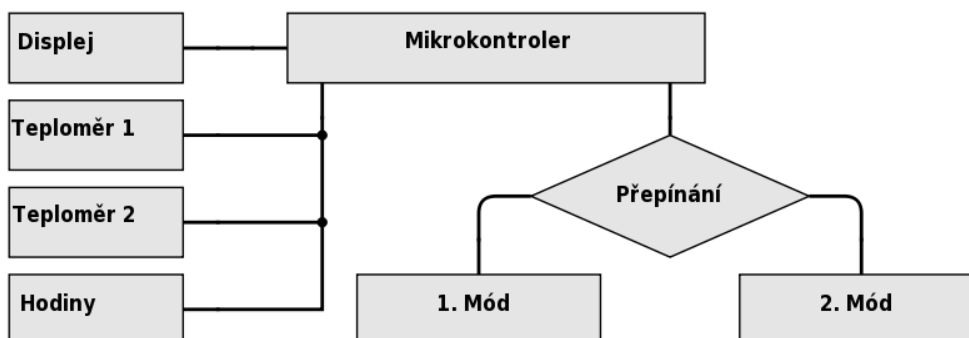 Displej
Mikrokontroler
Teploměr 1
Teploměr 2
Přepínání
Hodiny
1. Mód
2. Mód